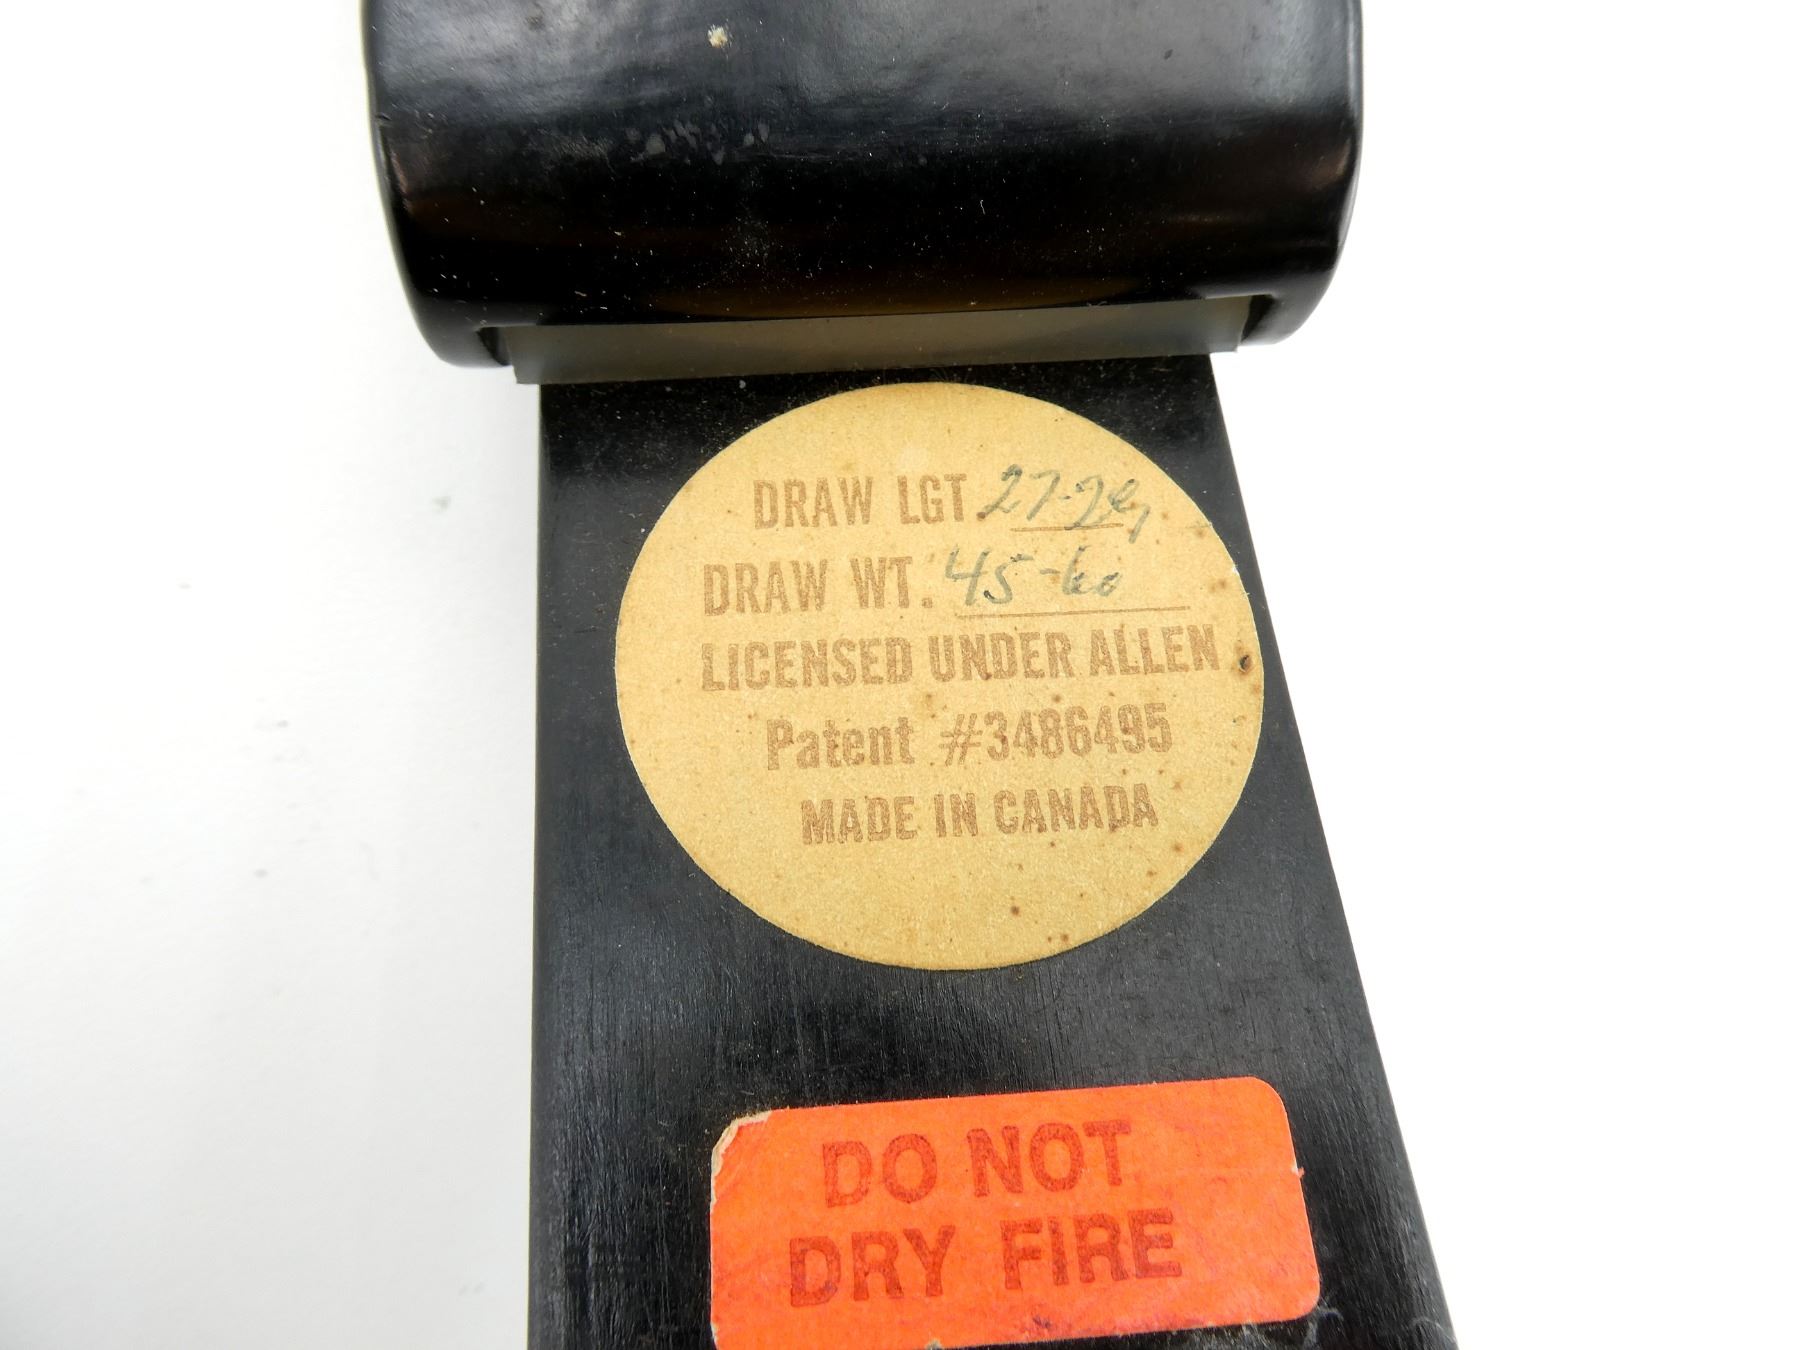 DRAW LGT. 27-29
DRAW WT. 45-60
LICENSED UNDER ALLEN
Patent #3486495
MADE IN CANADA
DO NOT
DRY FIRE